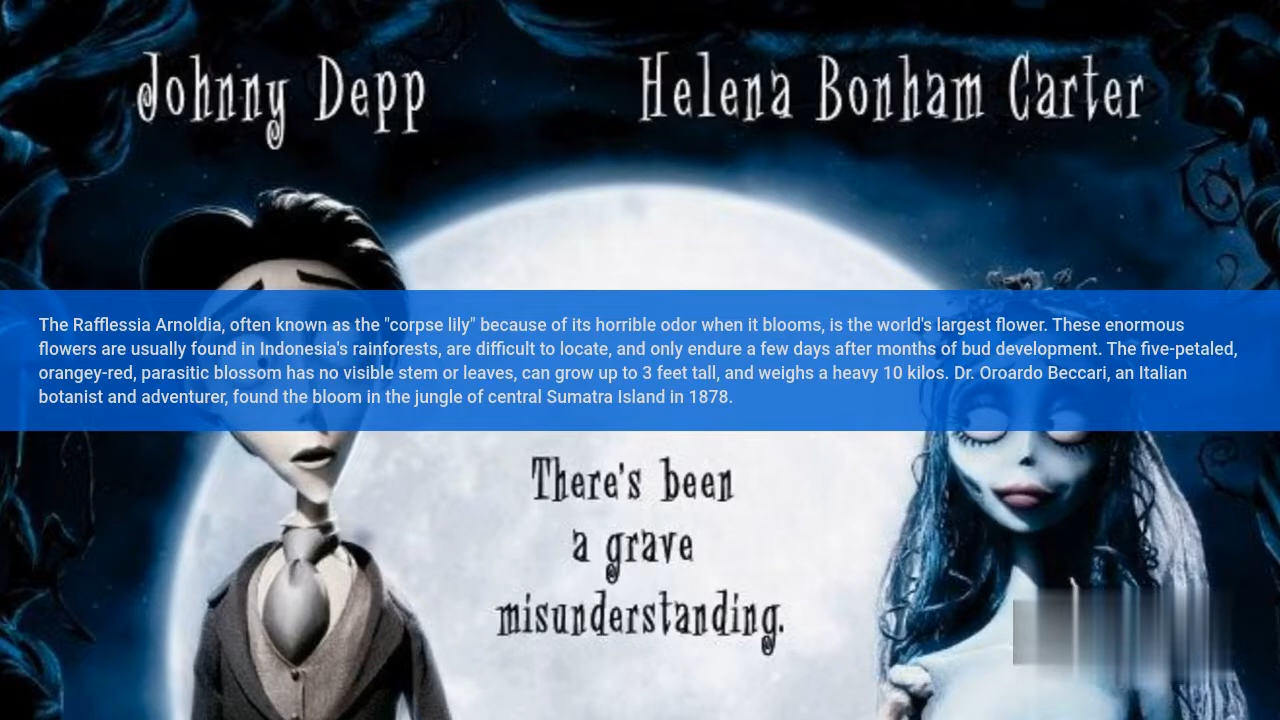 Johnny Depp Helena Bonham Carter
The Rafflessia Arnoldia, often known as the "corpse lily" because of its horrible odor when it blooms, is the world's largest flower. These enormous
flowers are usually found in Indonesia's rainforests, are difficult to locate, and only endure a few days after months of bud development. The five-petaled,
orangey-red, parasitic blossom has no visible stem or leaves, can grow up to 3 feet tall, and weighs a heavy 10 kilos. Dr. Oroardo Beccari, an Italian
botanist and adventurer, found the bloom in the jungle of central Sumatra Island in 1878.
There's been
a grave
misunderstanding.